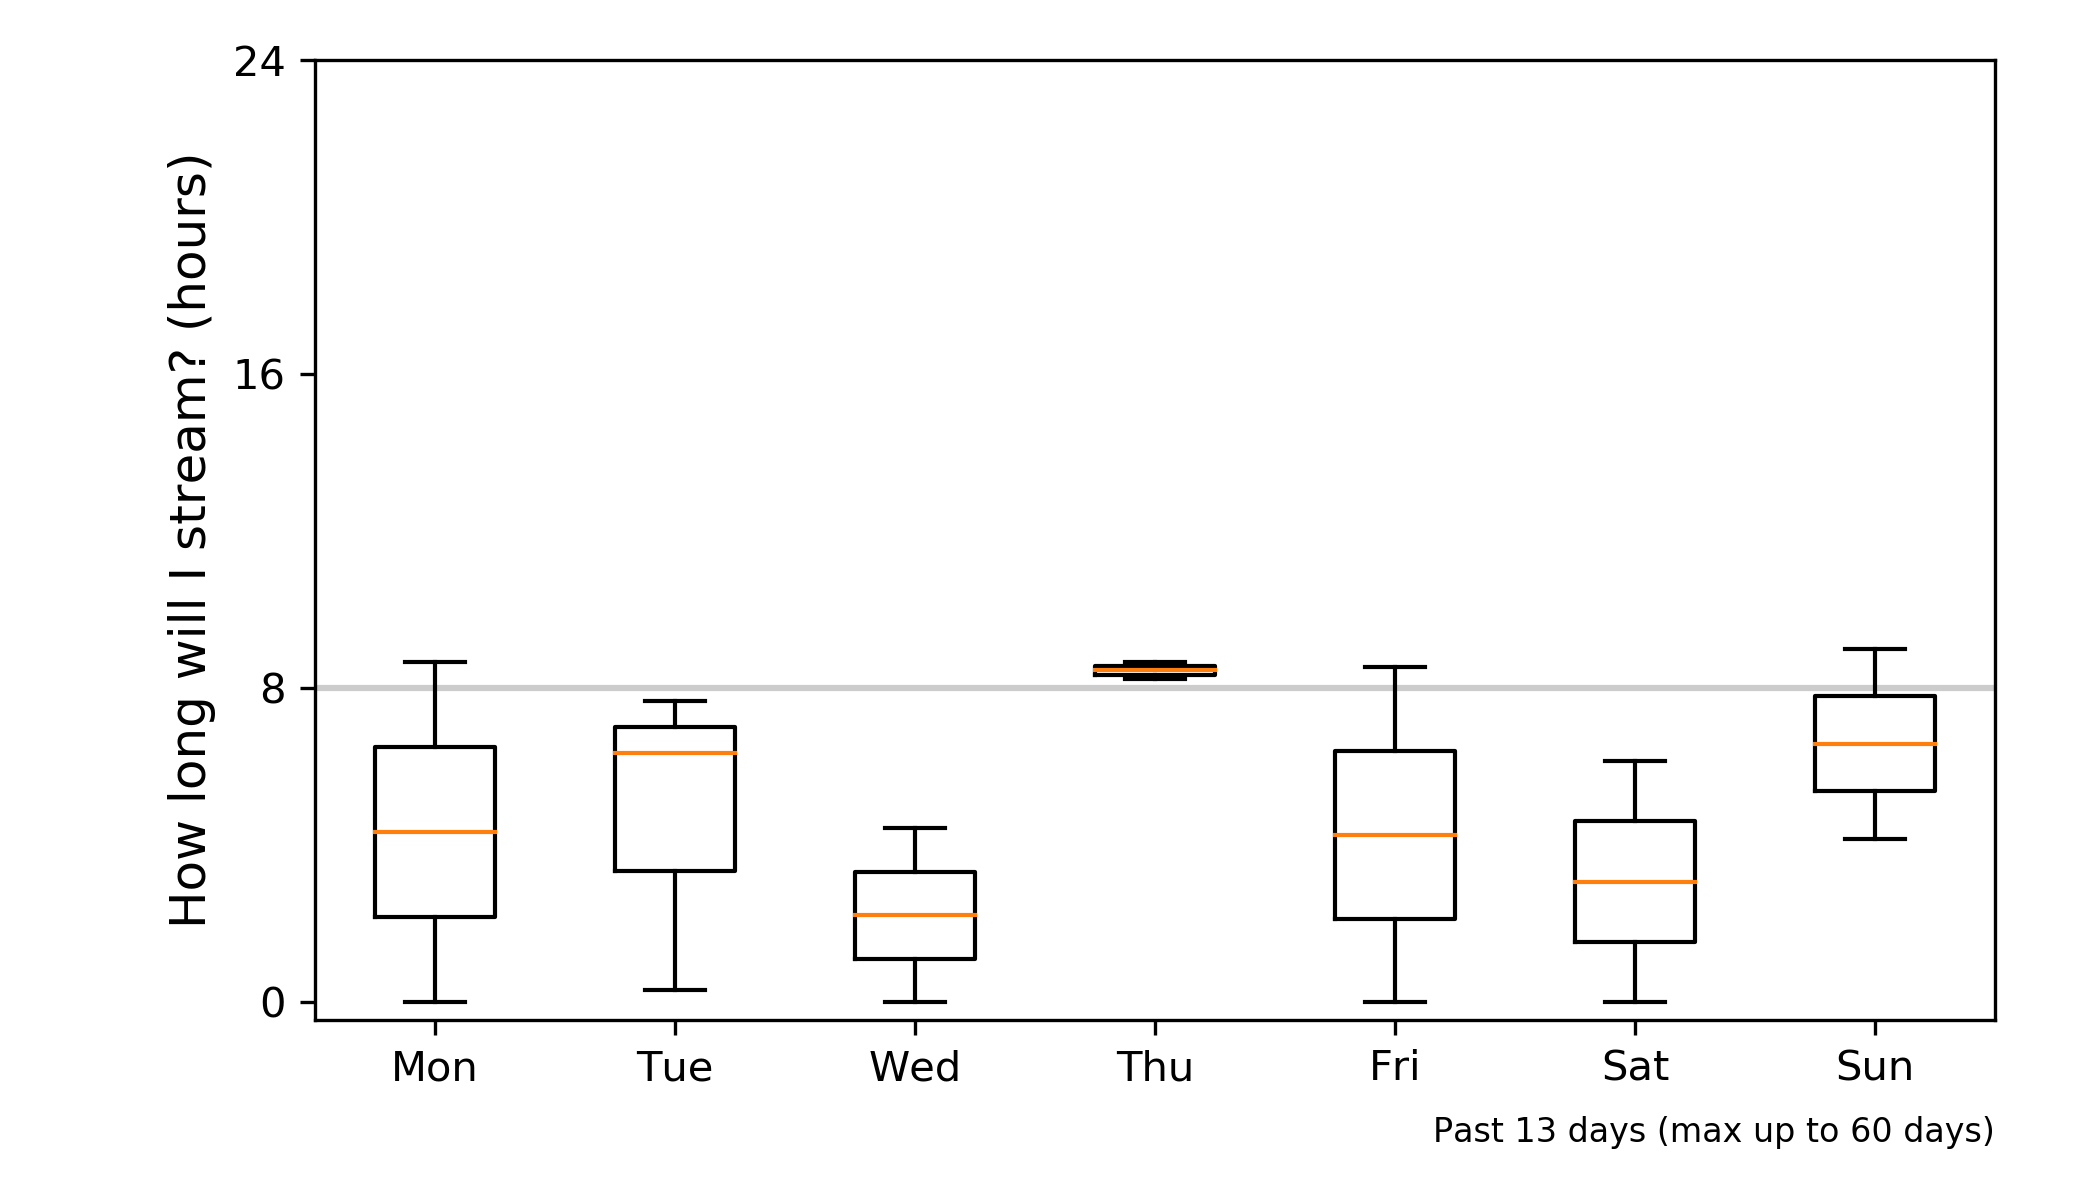 How long will I stream? (hours)
24
16
8
0
Mon Tue Wed Thu Fri Sat Sun
Past 13 days (max up to 60 days)